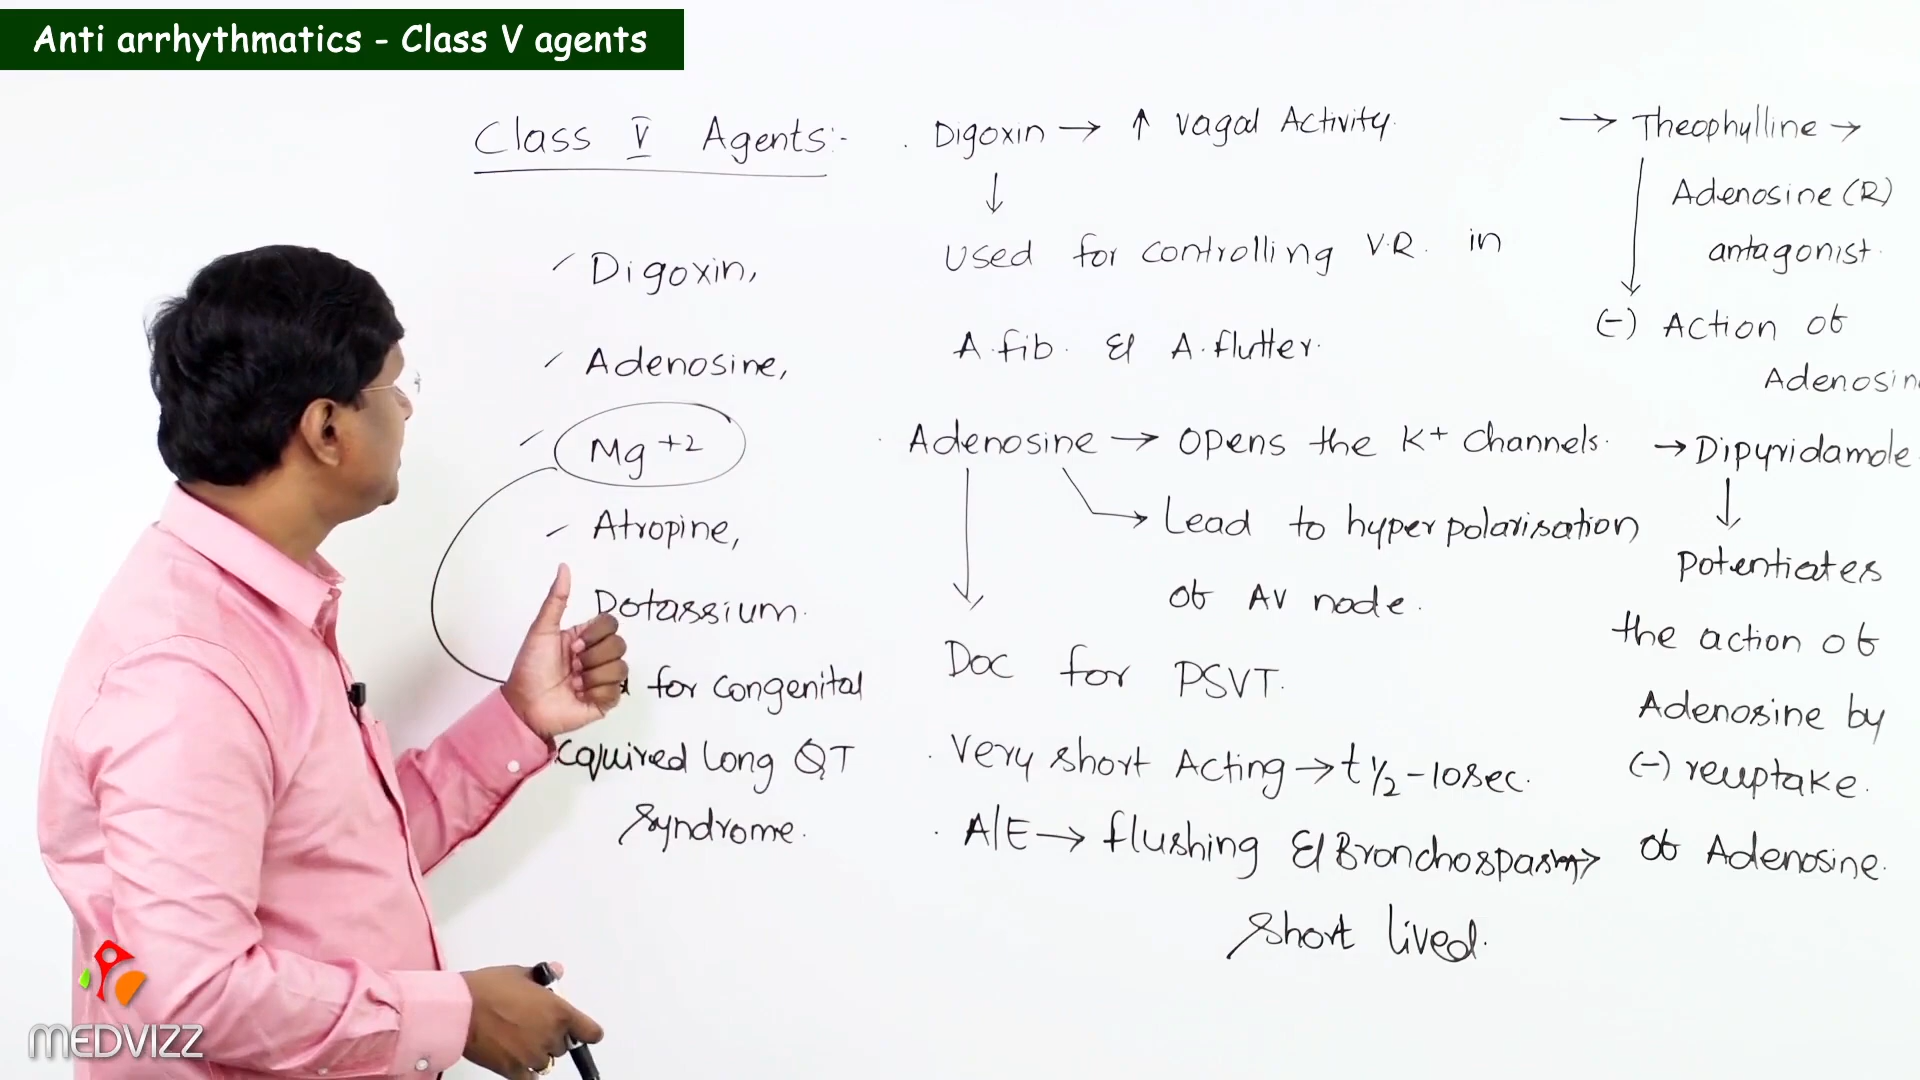 Anti arrhythmatics - Class V agents
Class V Agents:-
Digoxin,
Adenosine,
Mg +2
Atropine,
Potassium.
for congenital
cquired long QT
syndrome.
Digoxin → ↑ vagal Activity.
↓
Used for controlling V.R. in
A.fib. & A.flutter.
Adenosine → opens the K+ channels.
→ Lead to hyperpolarisation
of AV node.
Doc for PSVT.
Very short Acting → t 1/2 - 10sec.
A/E → flushing & Bronchospasm →
short lived.
→ Theophylline →
Adenosine (R)
antagonist.
(-) Action of
Adenosin
→ Dipyridamole
↓
Potentiates
the action of
Adenosine by
(-) reuptake.
of Adenosine.
MEDVIZZ